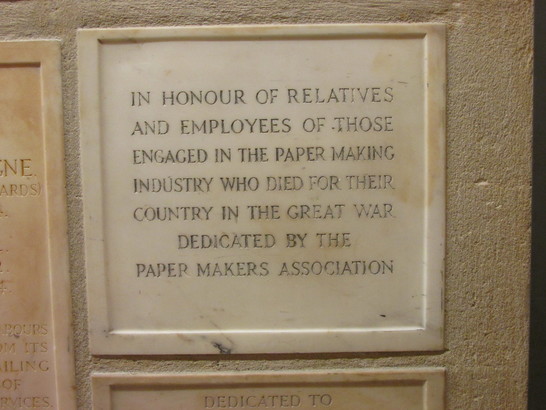 IN HONOUR OF RELATIVES
AND EMPLOYEES OF THOSE
ENGAGED IN THE PAPER MAKING
INDUSTRY WHO DIED FOR THEIR
COUNTRY IN THE GREAT WAR
DEDICATED BY THE
PAPER MAKERS ASSOCIATION
DEDICATED TO
OF